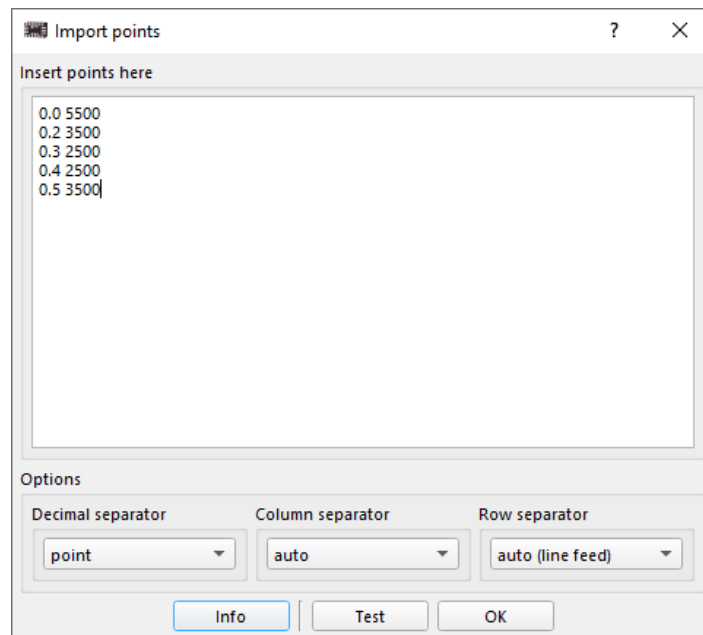 Import points
?
Insert points here
0.0 5500
0.2 3500
0.3 2500
0.4 2500
0.5 3500
Options
Decimal separator Column separator Row separator
point auto auto (line feed)
Info Test OK